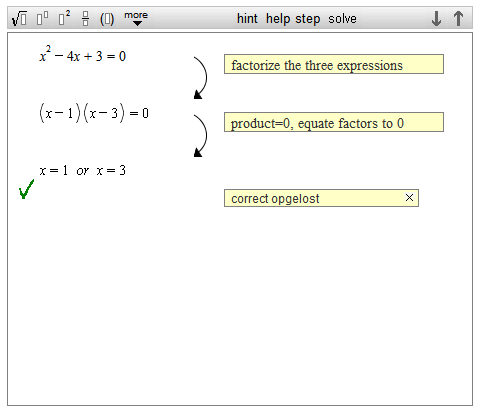 more hint help step solve
x² − 4x + 3 = 0
factorize the three expressions
(x − 1)(x − 3) = 0
product=0, equate factors to 0
x = 1 or x = 3
correct opgelost